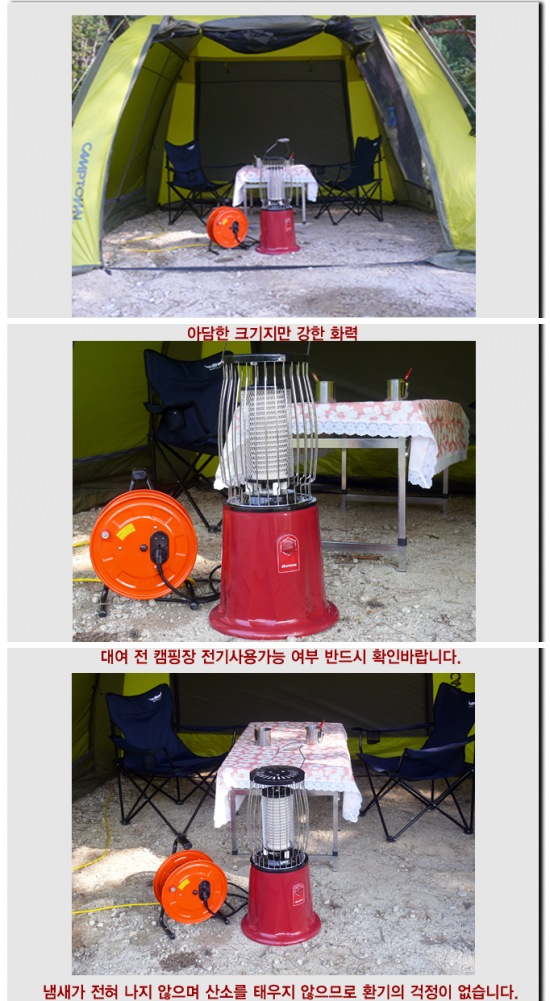 CAMPTOWN
아담한 크기지만 강한 화력
대여 전 캠핑장 전기사용가능 여부 반드시 확인바랍니다.
냄새가 전혀 나지 않으며 산소를 태우지 않으므로 환기의 걱정이 없습니다.